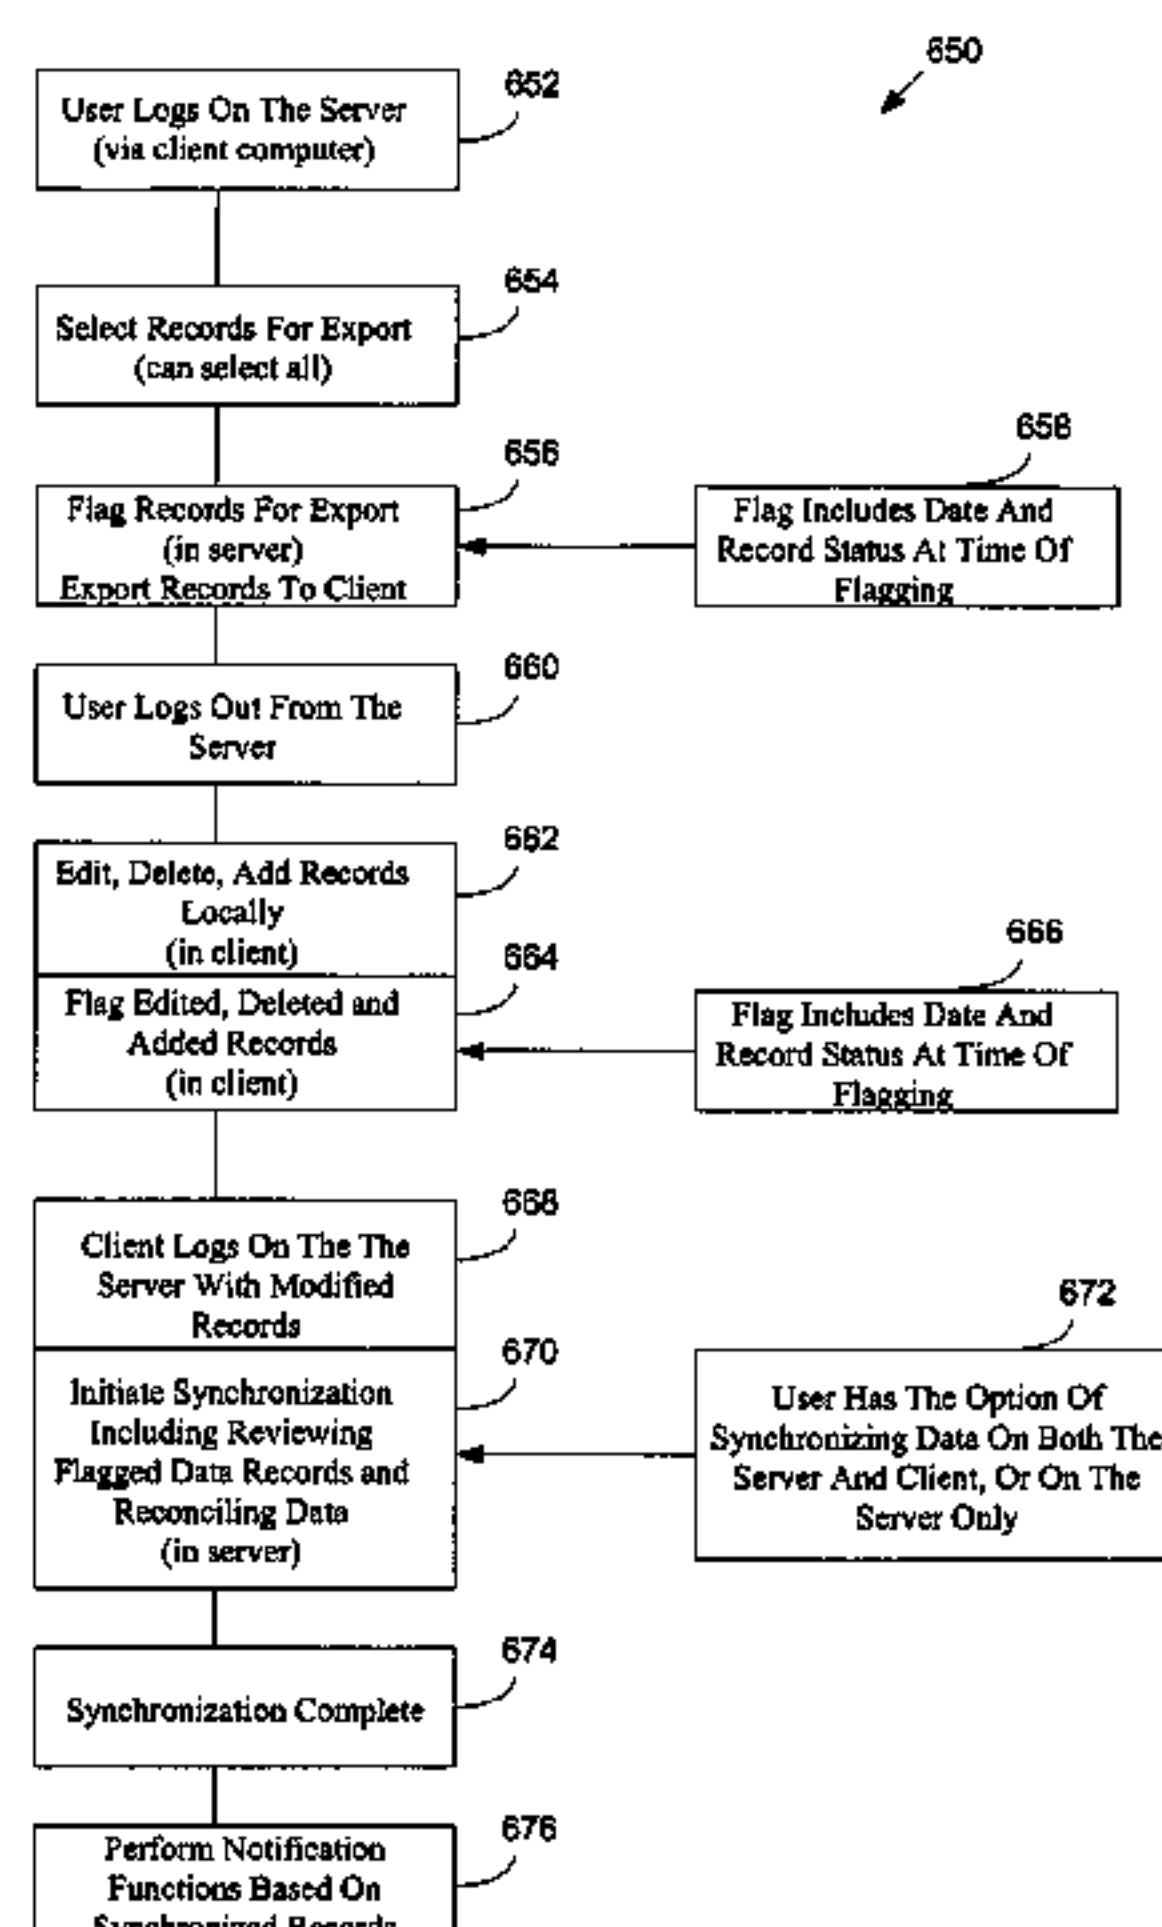 650
652
User Logs On The Server
(via client computer)
654
Select Records For Export
(can select all)
656
Flag Records For Export
(in server)
Export Records To Client
658
Flag Includes Date And
Record Status At Time Of
Flagging
660
User Logs Out From The
Server
662
Edit, Delete, Add Records
Locally
(in client)
664
Flag Edited, Deleted and
Added Records
(in client)
666
Flag Includes Date And
Record Status At Time Of
Flagging
668
Client Logs On The The
Server With Modified
Records
670
Initiate Synchronization
Including Reviewing
Flagged Data Records and
Reconciling Data
(in server)
672
User Has The Option Of
Synchronizing Data On Both The
Server And Client, Or On The
Server Only
674
Synchronization Complete
676
Perform Notification
Functions Based On
Synchronized Records